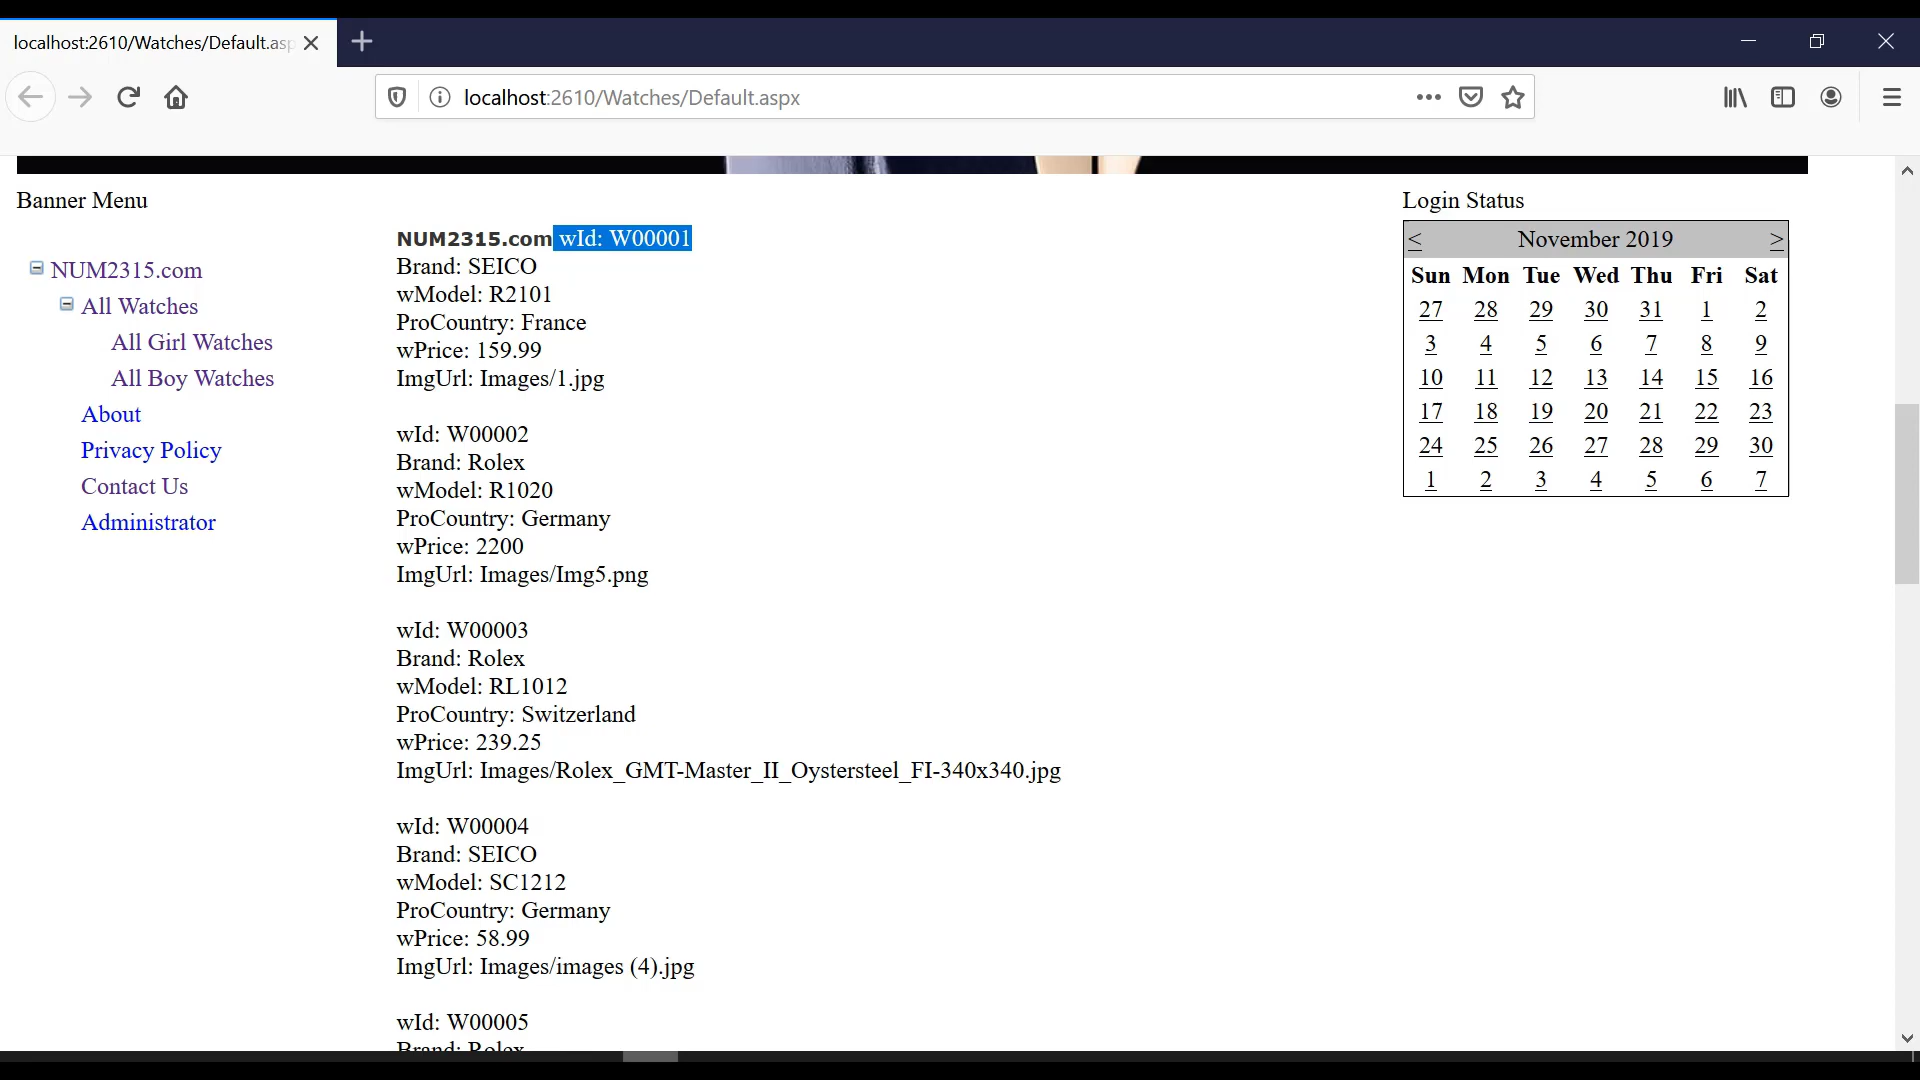 localhost:2610/Watches/Default.asp
localhost:2610/Watches/Default.aspx
Banner Menu
NUM2315.com
All Watches
All Girl Watches
All Boy Watches
About
Privacy Policy
Contact Us
Administrator
NUM2315.com wId: W00001
Brand: SEICO
wModel: R2101
ProCountry: France
wPrice: 159.99
ImgUrl: Images/1.jpg
wId: W00002
Brand: Rolex
wModel: R1020
ProCountry: Germany
wPrice: 2200
ImgUrl: Images/Img5.png
wId: W00003
Brand: Rolex
wModel: RL1012
ProCountry: Switzerland
wPrice: 239.25
ImgUrl: Images/Rolex_GMT-Master_II_Oystersteel_FI-340x340.jpg
wId: W00004
Brand: SEICO
wModel: SC1212
ProCountry: Germany
wPrice: 58.99
ImgUrl: Images/images (4).jpg
wId: W00005
Brand: Rolex
Login Status
< November 2019 >
Sun Mon Tue Wed Thu Fri Sat
27 28 29 30 31 1 2
3 4 5 6 7 8 9
10 11 12 13 14 15 16
17 18 19 20 21 22 23
24 25 26 27 28 29 30
1 2 3 4 5 6 7